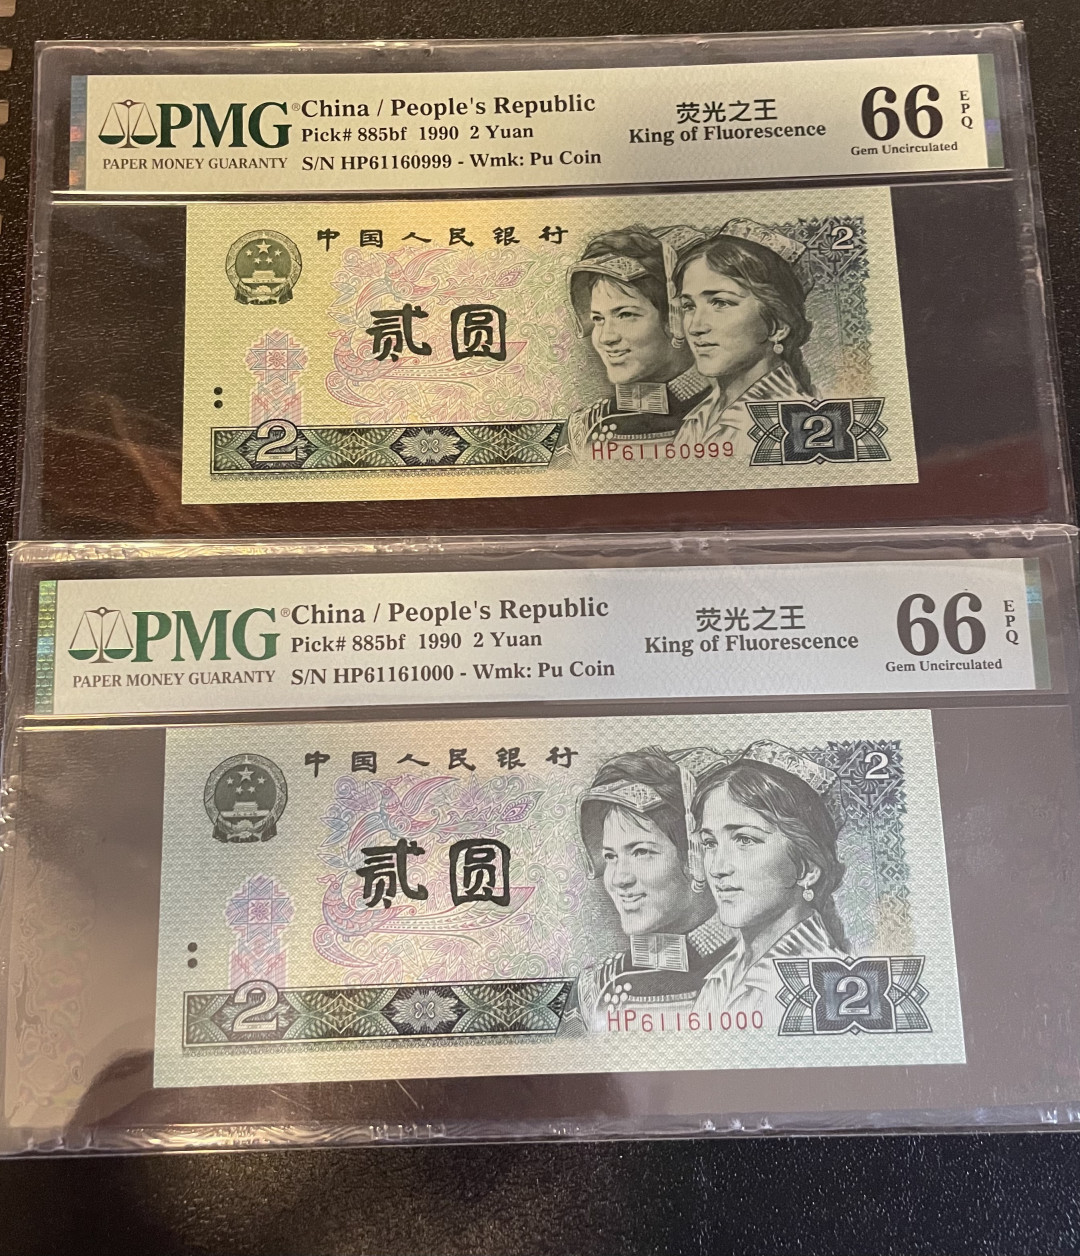 PMG® China / People's Republic
PAPER MONEY GUARANTY
Pick# 885bf 1990 2 Yuan
S/N HP61160999 - Wmk: Pu Coin
荧光之王
King of Fluorescence
66 EPQ
Gem Uncirculated
中国人民银行
2
贰圆
2
HP61160999
2
PMG® China / People's Republic
PAPER MONEY GUARANTY
Pick# 885bf 1990 2 Yuan
S/N HP61161000 - Wmk: Pu Coin
荧光之王
King of Fluorescence
66 EPQ
Gem Uncirculated
中国人民银行
2
贰圆
2
HP61161000
2